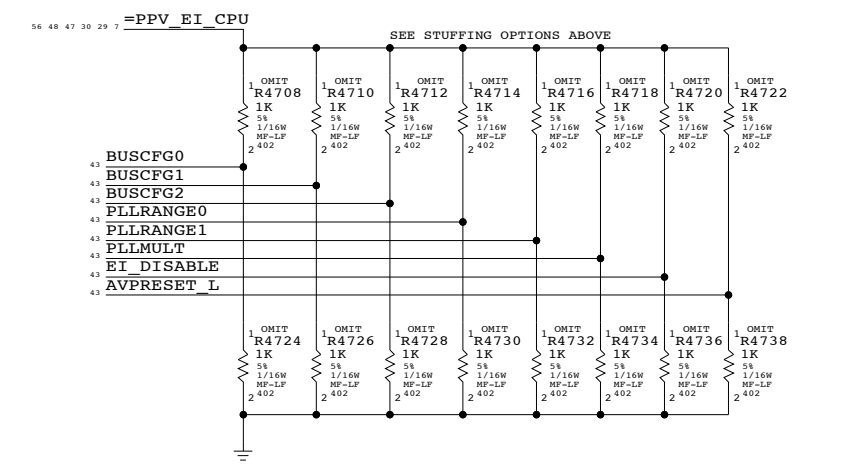 =PPV_EI_CPU
56 48 47 30 29 7
SEE STUFFING OPTIONS ABOVE
1 OMIT 1 OMIT 1 OMIT 1 OMIT 1 OMIT 1 OMIT 1 OMIT 1 OMIT
R4708 R4710 R4712 R4714 R4716 R4718 R4720 R4722
1K 1K 1K 1K 1K 1K 1K 1K
5% 5% 5% 5% 5% 5% 5% 5%
1/16W 1/16W 1/16W 1/16W 1/16W 1/16W 1/16W 1/16W
MF-LF MF-LF MF-LF MF-LF MF-LF MF-LF MF-LF MF-LF
2 402 2 402 2 402 2 402 2 402 2 402 2 402 2 402
43 BUSCFG0
43 BUSCFG1
43 BUSCFG2
43 PLLRANGE0
43 PLLRANGE1
43 PLLMULT
43 EI_DISABLE
43 AVPRESET_L
1 OMIT 1 OMIT 1 OMIT 1 OMIT 1 OMIT 1 OMIT 1 OMIT 1 OMIT
R4724 R4726 R4728 R4730 R4732 R4734 R4736 R4738
1K 1K 1K 1K 1K 1K 1K 1K
5% 5% 5% 5% 5% 5% 5% 5%
1/16W 1/16W 1/16W 1/16W 1/16W 1/16W 1/16W 1/16W
MF-LF MF-LF MF-LF MF-LF MF-LF MF-LF MF-LF MF-LF
2 402 2 402 2 402 2 402 2 402 2 402 2 402 2 402